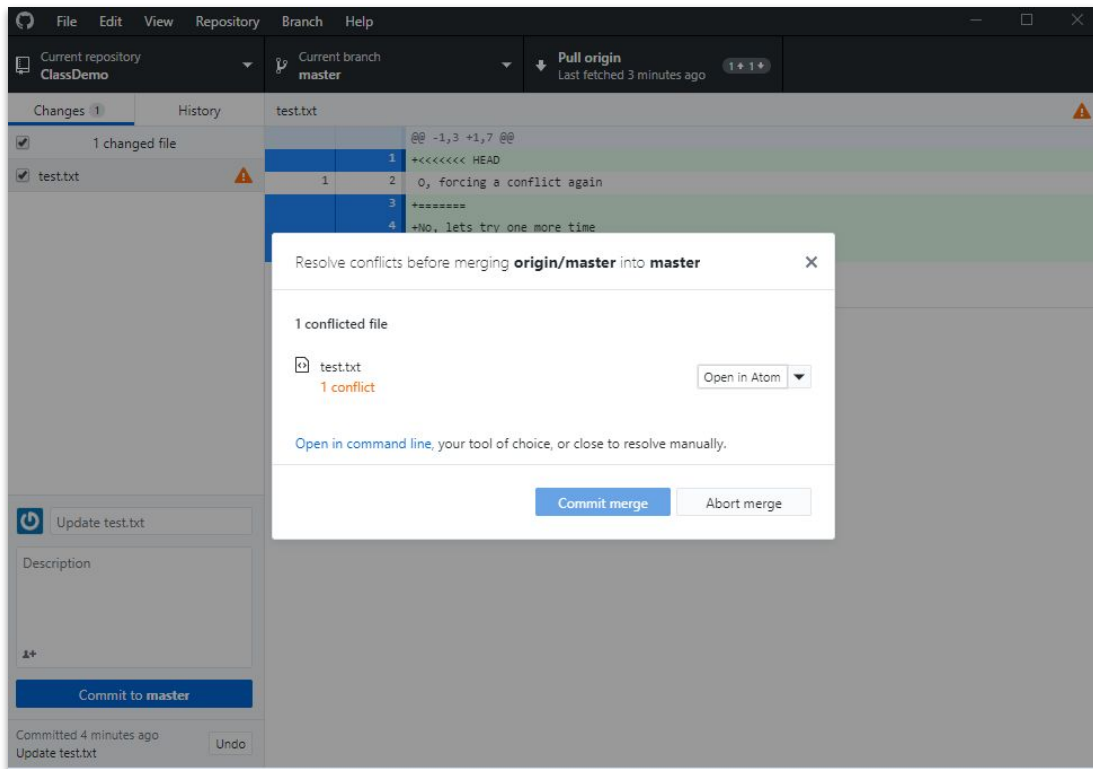 File Edit View Repository Branch Help
Current repository
ClassDemo
Current branch
master
Pull origin
Last fetched 3 minutes ago
1 1
Changes 1 History
test.txt
1 changed file
test.txt
@@ -1,3 +1,7 @@
1 +<<<<<<< HEAD
1 2 O, forcing a conflict again
3 +=======
4 +No, lets try one more time
Resolve conflicts before merging origin/master into master
1 conflicted file
test.txt
1 conflict
Open in Atom
Open in command line, your tool of choice, or close to resolve manually.
Commit merge Abort merge
Update test.txt
Description
Commit to master
Committed 4 minutes ago
Update test.txt
Undo